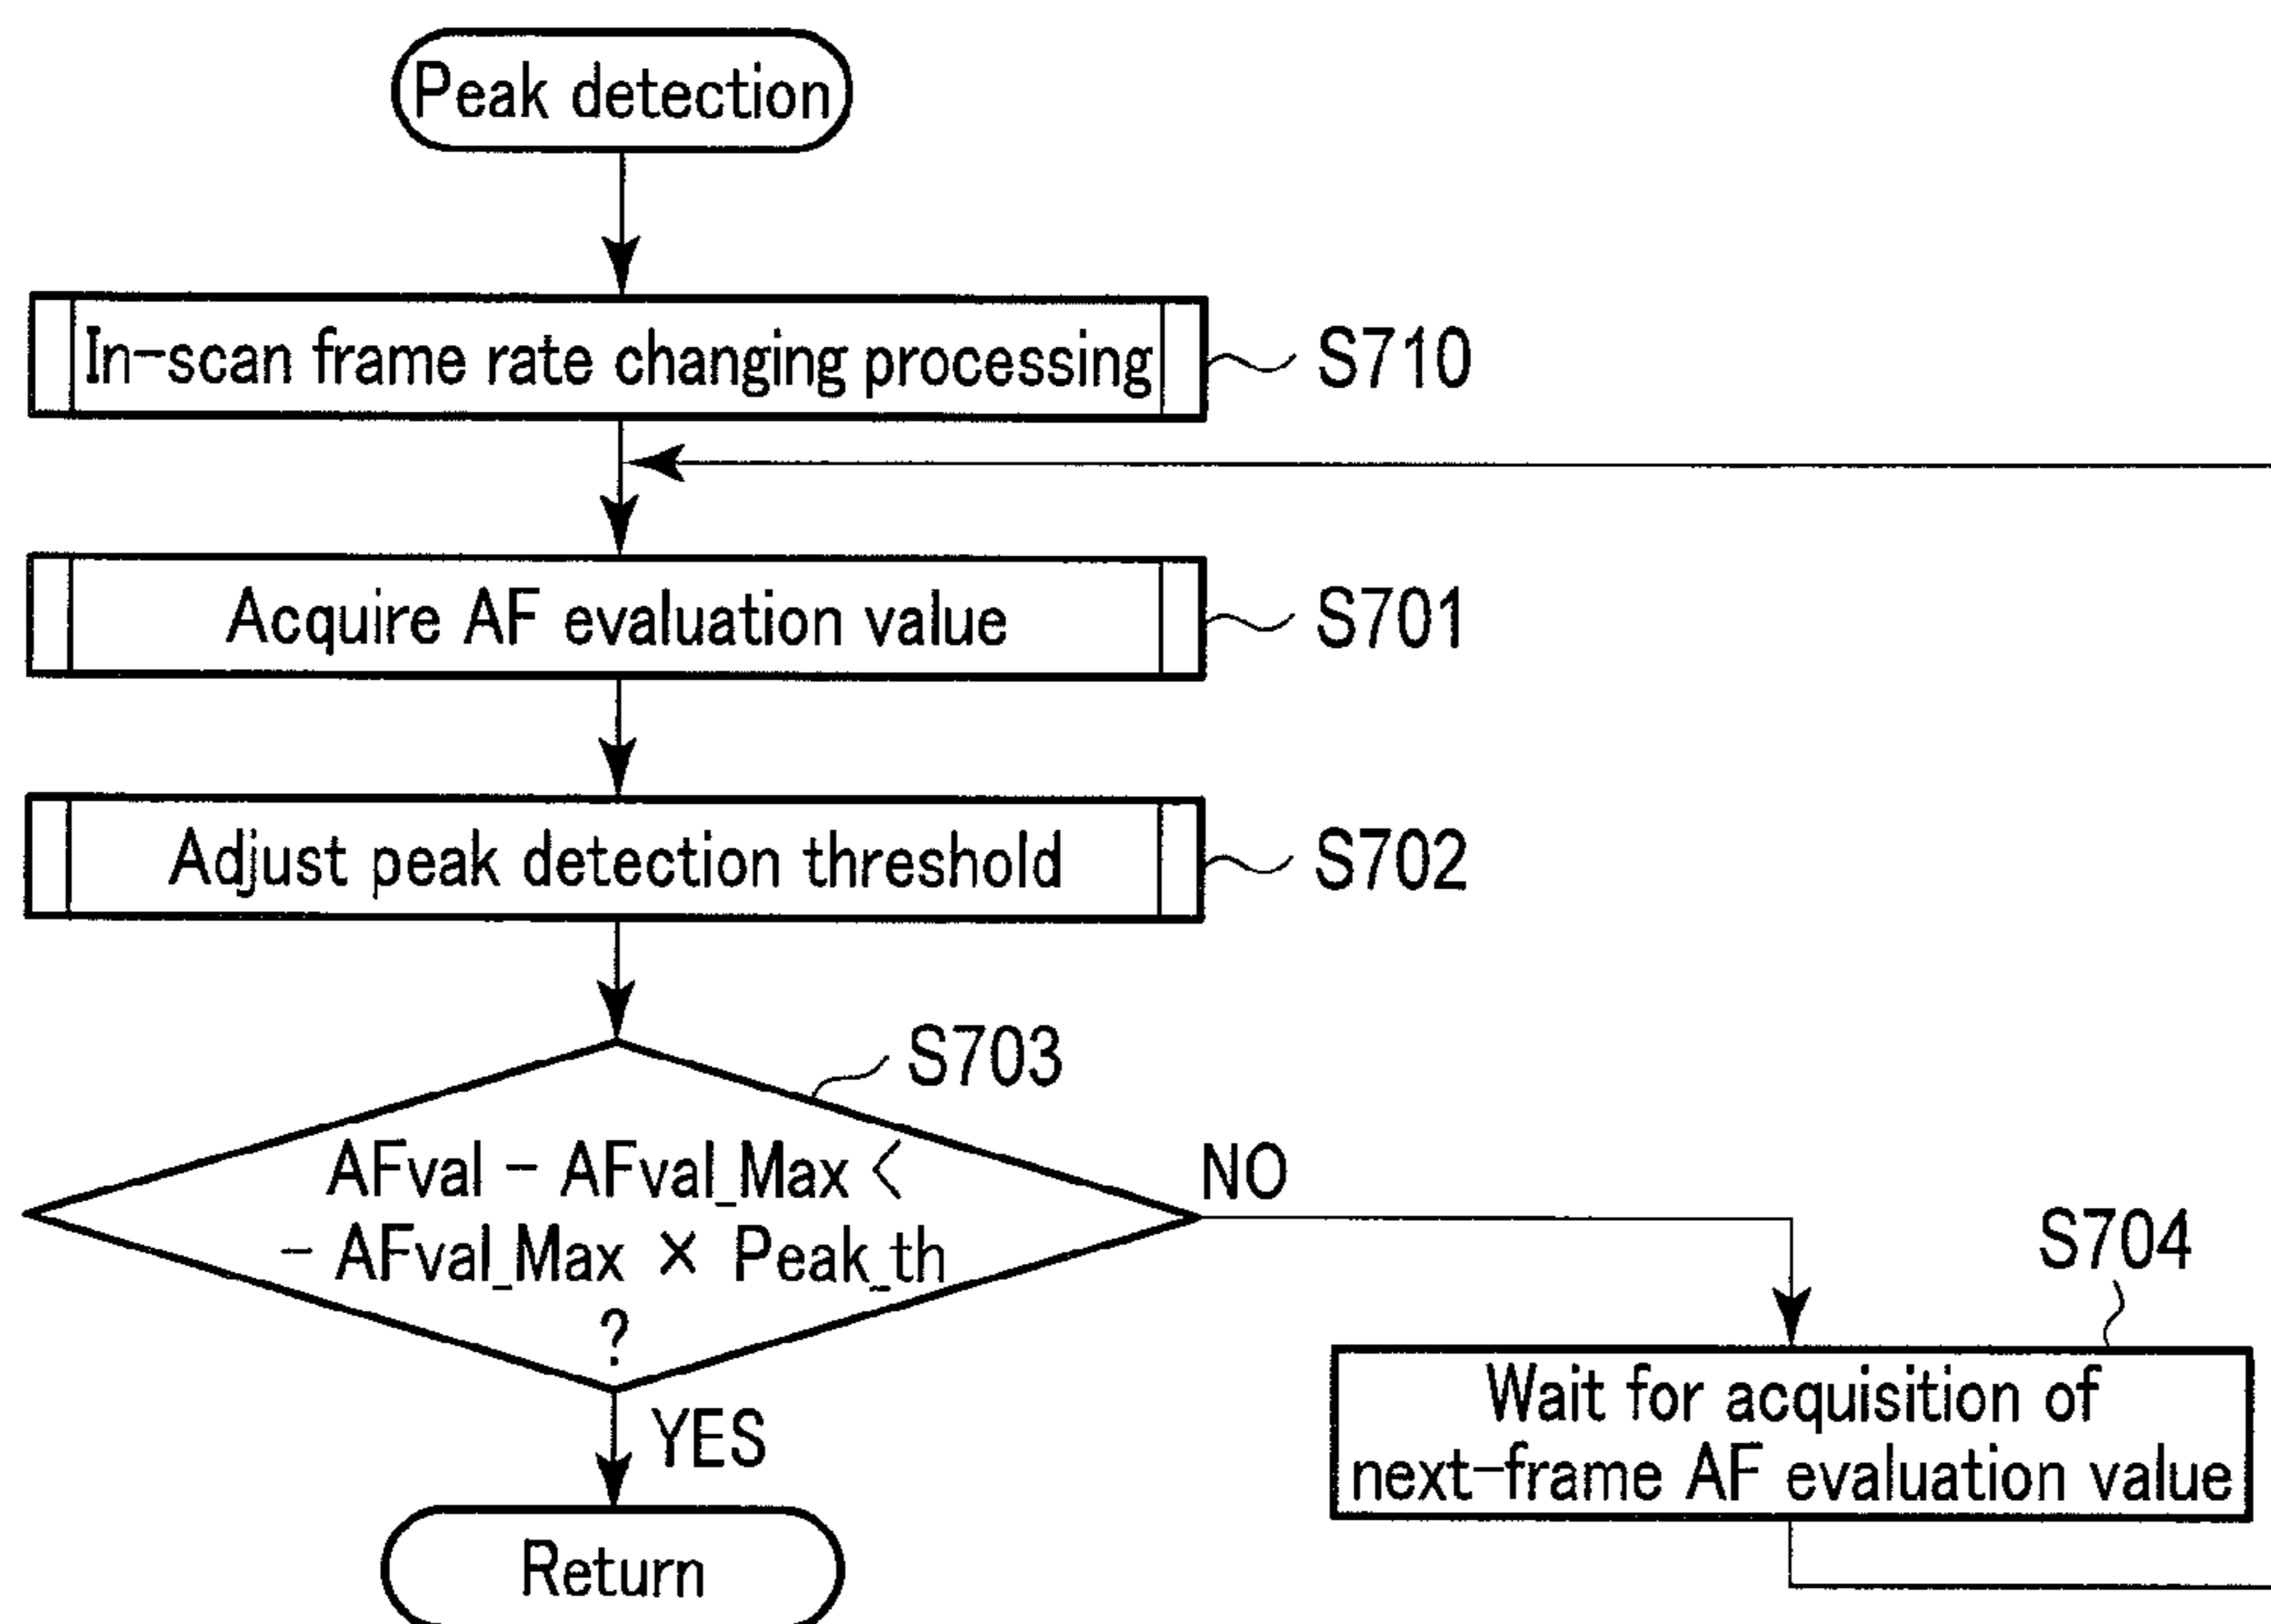 Peak detection
In-scan frame rate changing processing
S710
Acquire AF evaluation value
S701
Adjust peak detection threshold
S702
S703
AFval - AFval_Max <
- AFval_Max × Peak_th
?
NO
YES
S704
Wait for acquisition of
next-frame AF evaluation value
Return